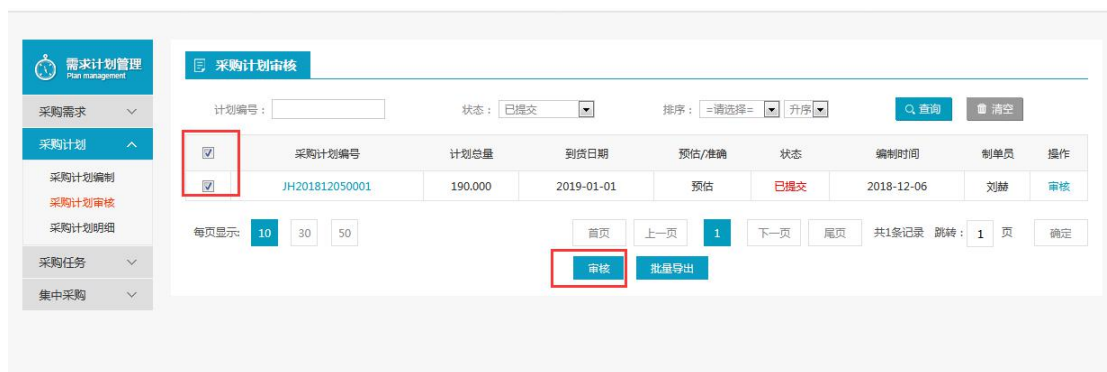 需求计划管理
Plan management
采购需求
采购计划
采购计划编制
采购计划审核
采购计划明细
采购任务
集中采购
采购计划审核
计划编号： 状态： 已提交 排序： =请选择= 升序 查询 清空
采购计划编号 计划总量 到货日期 预估/准确 状态 编制时间 制单员 操作
JH201812050001 190.000 2019-01-01 预估 已提交 2018-12-06 刘赫 审核
每页显示: 10 30 50 首页 上一页 1 下一页 尾页 共1条记录 跳转： 1 页 确定
审核 批量导出